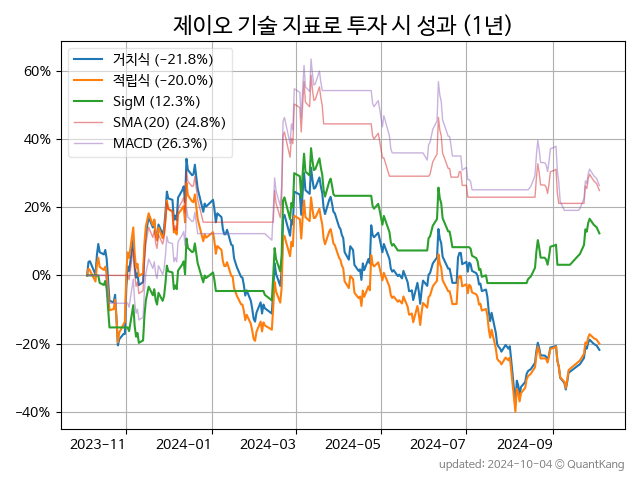 제이오 기술 지표로 투자 시 성과 (1년)
거치식 (−21.8%)
적립식 (−20.0%)
SigM (12.3%)
SMA(20) (24.8%)
MACD (26.3%)
60%
40%
20%
0%
−20%
−40%
2023−11 2024−01 2024−03 2024−05 2024−07 2024−09
updated: 2024-10-04 © QuantKang